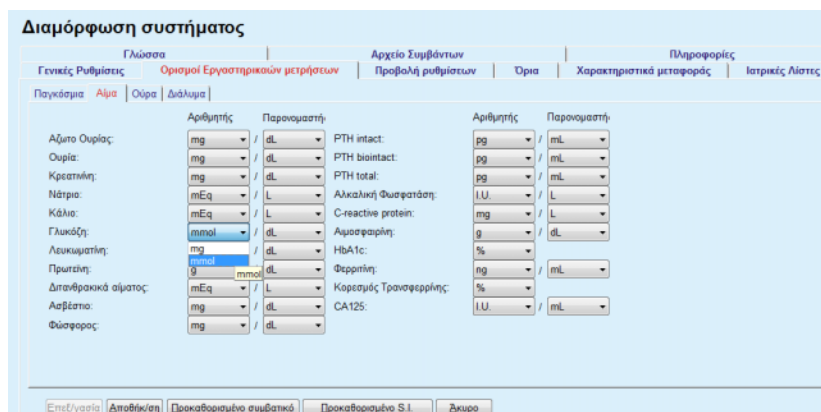 Διαμόρφωση συστήματος
Γλώσσα Αρχείο Συμβάντων Πληροφορίες
Γενικές Ρυθμίσεις Ορισμοί Εργαστηρικαών μετρήσεων Προβολή ρυθμίσεων Όρια Χαρακτηριστικά μεταφοράς Ιατρικές Λίστες
Παγκόσμια Αίμα Ούρα Διάλυμα
Αριθμητής Παρονομαστή Αριθμητής Παρονομαστή
Αζωτο Ουρίας: mg / dL PTH intact: pg / mL
Ουρία: mg / dL PTH biointact: pg / mL
Κρεατινίνη: mg / dL PTH total: pg / mL
Νάτριο: mEq / L Αλκαλική Φωσφατάση: I.U. / L
Κάλιο: mEq / L C-reactive protein: mg / L
Γλυκόζη: mmol / dL Αιμοσφαιρίνη: g / dL
Λευκωματίνη: mg / dL HbA1c: %
mmol
Πρωτείνη: g mmol dL Φερριτίνη: ng / mL
Διτανθρακικά αίματος: mEq / L Κορεσμός Τρανσφερρίνης: %
Ασβέστιο: mg / dL CA125: I.U. / mL
Φώσφορος: mg / dL
Επεξ/γασία Αποθήκ/ση Προκαθορισμένο συμβατικό Προκαθορισμένο S.I. Άκυρο